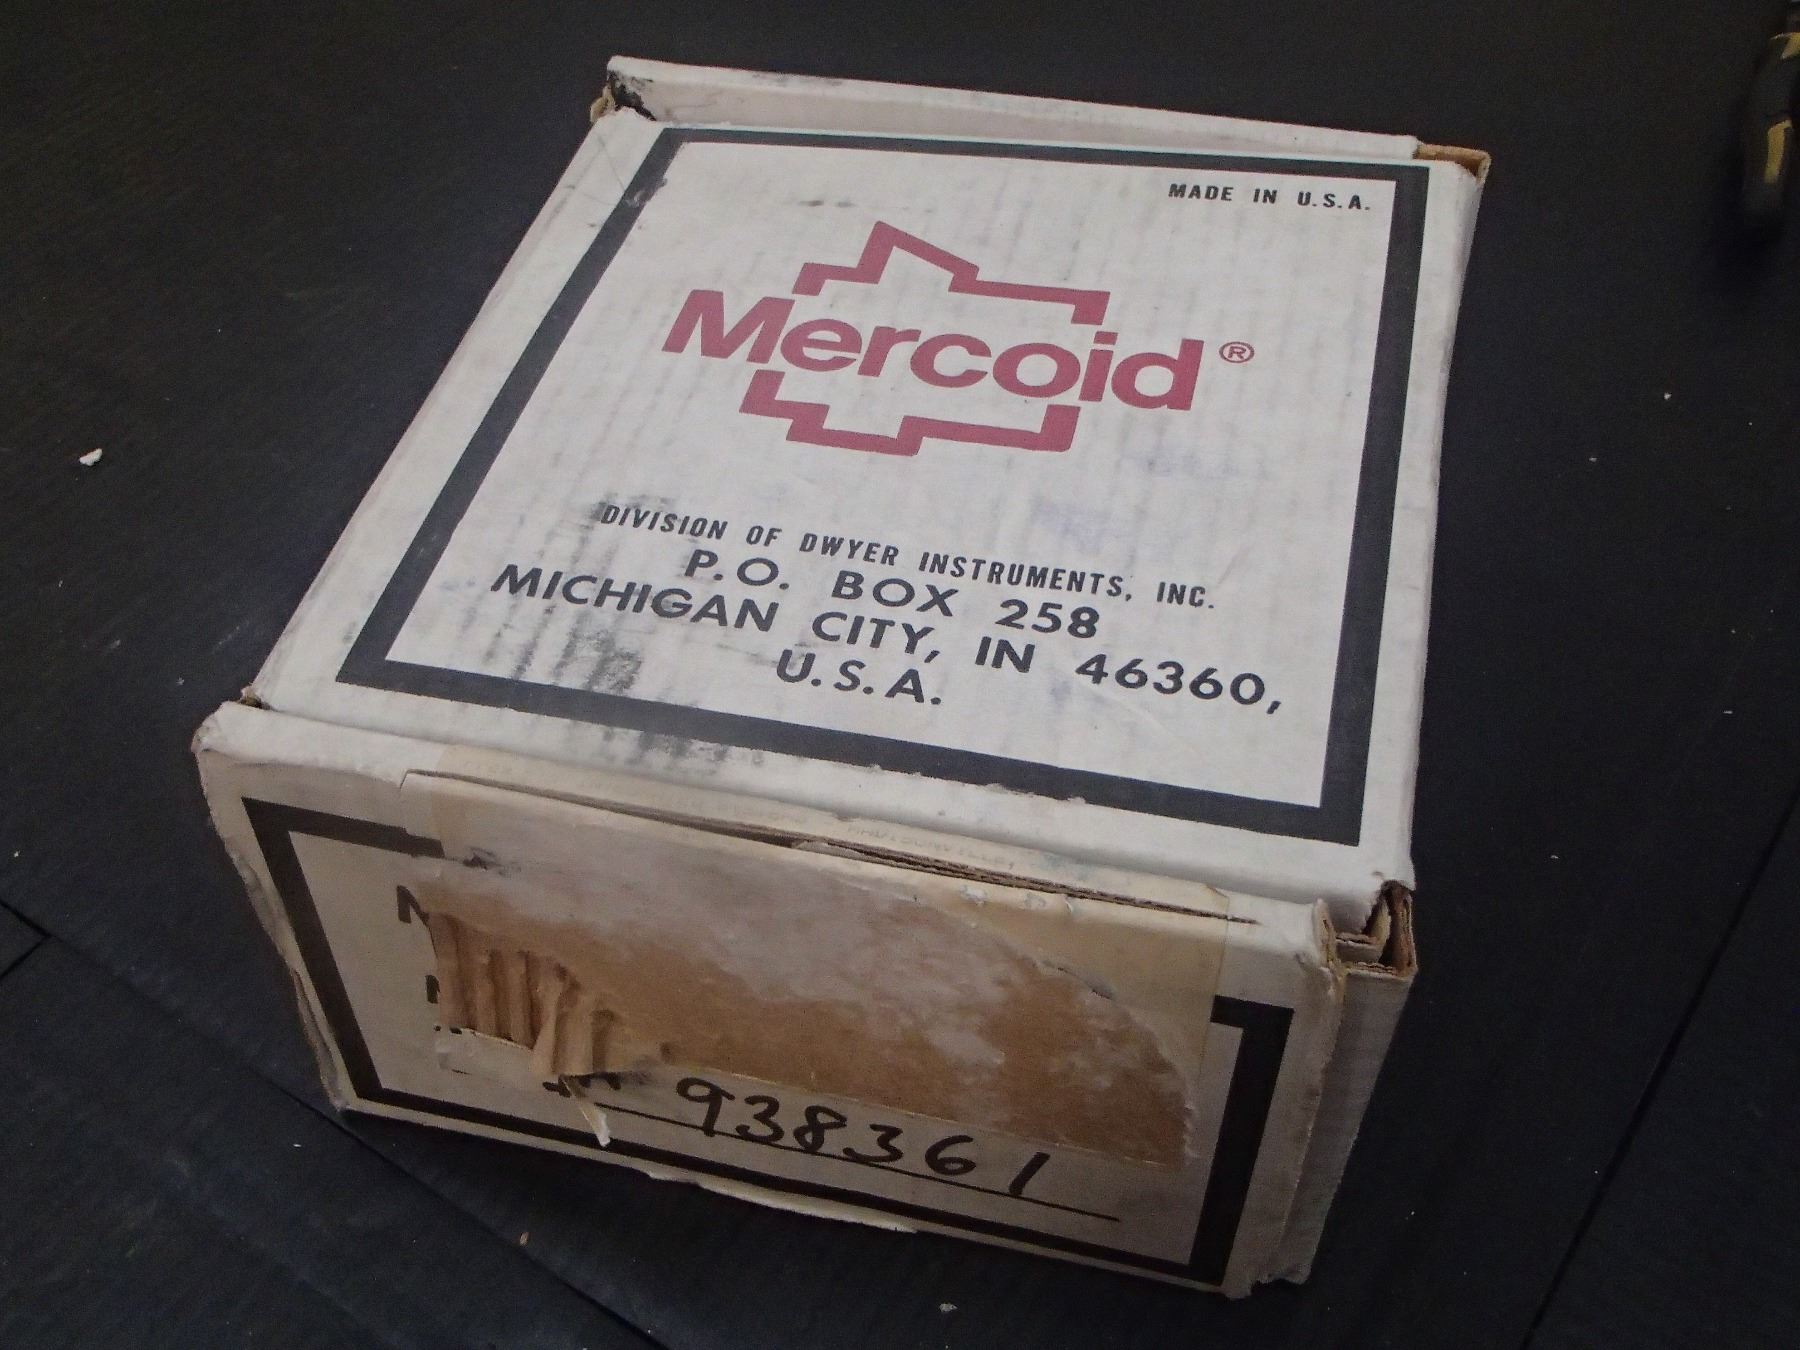 MADE IN U.S.A.
Mercoid®
DIVISION OF DWYER INSTRUMENTS, INC.
P.O. BOX 258
MICHIGAN CITY, IN 46360,
U.S.A.
938361